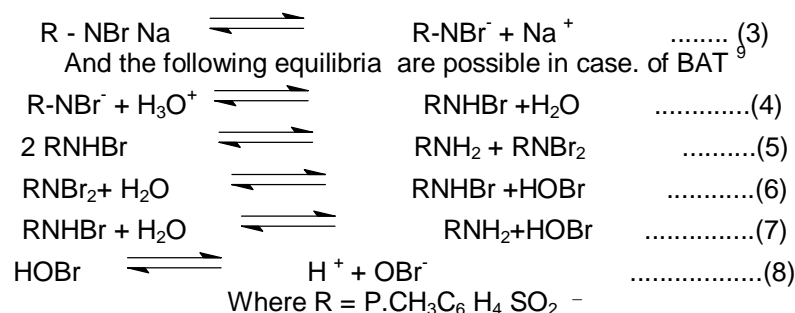 R - NBr Na ⇌ R-NBr⁻ + Na⁺ ........ (3)
And the following equilibria are possible in case. of BAT ⁹
R-NBr⁻ + H₃O⁺ ⇌ RNHBr +H₂O .............(4)
2 RNHBr ⇌ RNH₂ + RNBr₂ ...........(5)
RNBr₂+ H₂O ⇌ RNHBr +HOBr ............(6)
RNHBr + H₂O ⇌ RNH₂+HOBr ..............(7)
HOBr ⇌ H⁺ + OBr⁻ ..................(8)
Where R = P.CH₃C₆ H₄ SO₂ ⁻